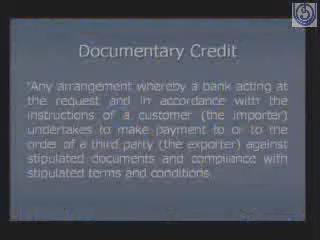 Documentary Credit
"Any arrangement whereby a bank acting at
the request and in accordance with the
instructions of a customer (the importer)
undertakes to make payment to or to the
order of a third party (the exporter) against
stipulated documents and compliance with
stipulated terms and conditions